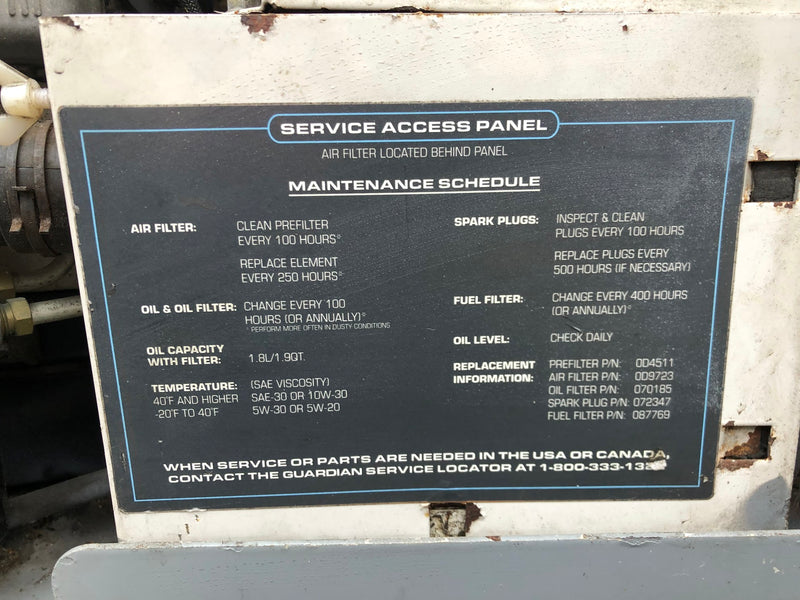 SERVICE ACCESS PANEL
AIR FILTER LOCATED BEHIND PANEL
MAINTENANCE SCHEDULE
AIR FILTER: CLEAN PREFILTER
EVERY 100 HOURS*
REPLACE ELEMENT
EVERY 250 HOURS*
OIL & OIL FILTER: CHANGE EVERY 100
HOURS (OR ANNUALLY)*
* PERFORM MORE OFTEN IN DUSTY CONDITIONS
OIL CAPACITY
WITH FILTER: 1.8L/1.9QT.
TEMPERATURE: (SAE VISCOSITY)
40°F AND HIGHER SAE-30 OR 10W-30
-20°F TO 40°F 5W-30 OR 5W-20
SPARK PLUGS: INSPECT & CLEAN
PLUGS EVERY 100 HOURS
REPLACE PLUGS EVERY
500 HOURS (IF NECESSARY)
FUEL FILTER: CHANGE EVERY 400 HOURS
(OR ANNUALLY)*
OIL LEVEL: CHECK DAILY
REPLACEMENT INFORMATION:
PREFILTER P/N: 0D4511
AIR FILTER P/N: 0D9723
OIL FILTER P/N: 070185
SPARK PLUG P/N: 072347
FUEL FILTER P/N: 087769
WHEN SERVICE OR PARTS ARE NEEDED IN THE USA OR CANADA,
CONTACT THE GUARDIAN SERVICE LOCATOR AT